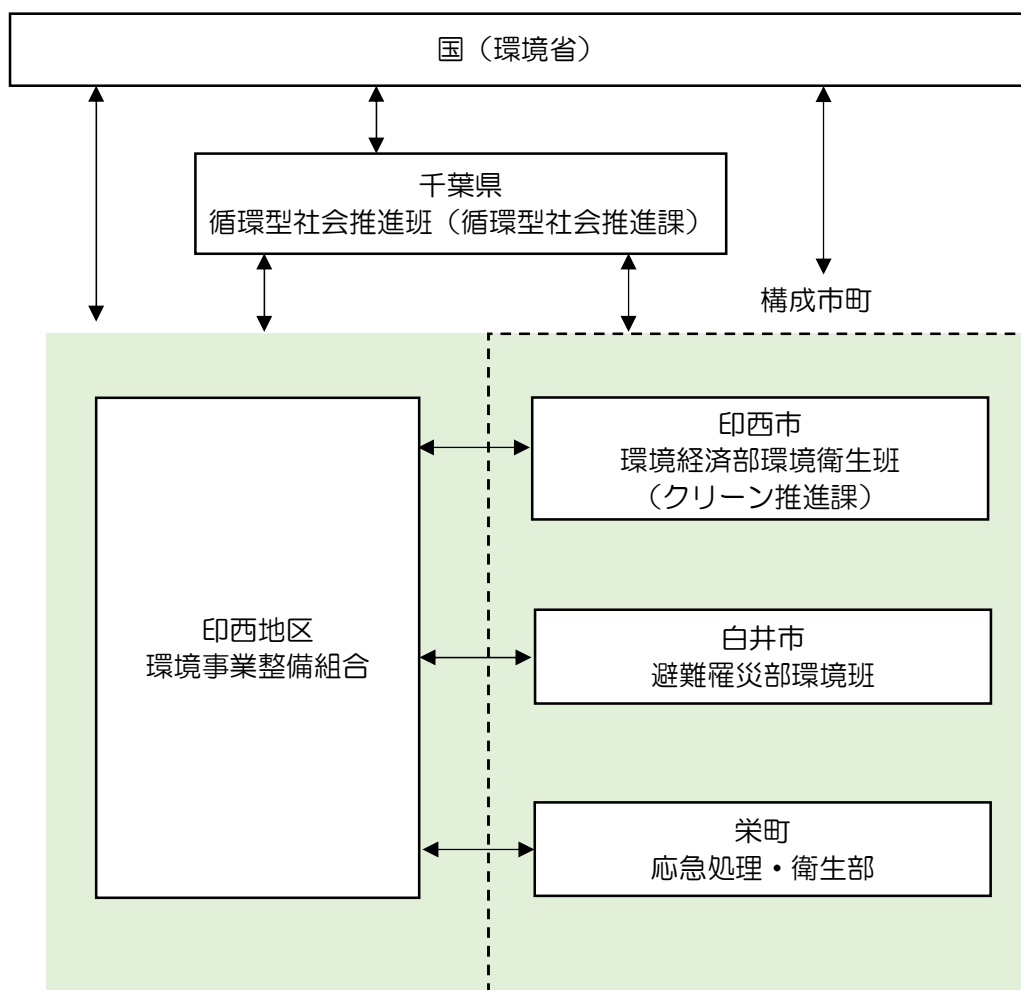 国（環境省）
千葉県
循環型社会推進班（循環型社会推進課）
構成市町
印西地区
環境事業整備組合
印西市
環境経済部環境衛生班
（クリーン推進課）
白井市
避難罹災部環境班
栄町
応急処理・衛生部